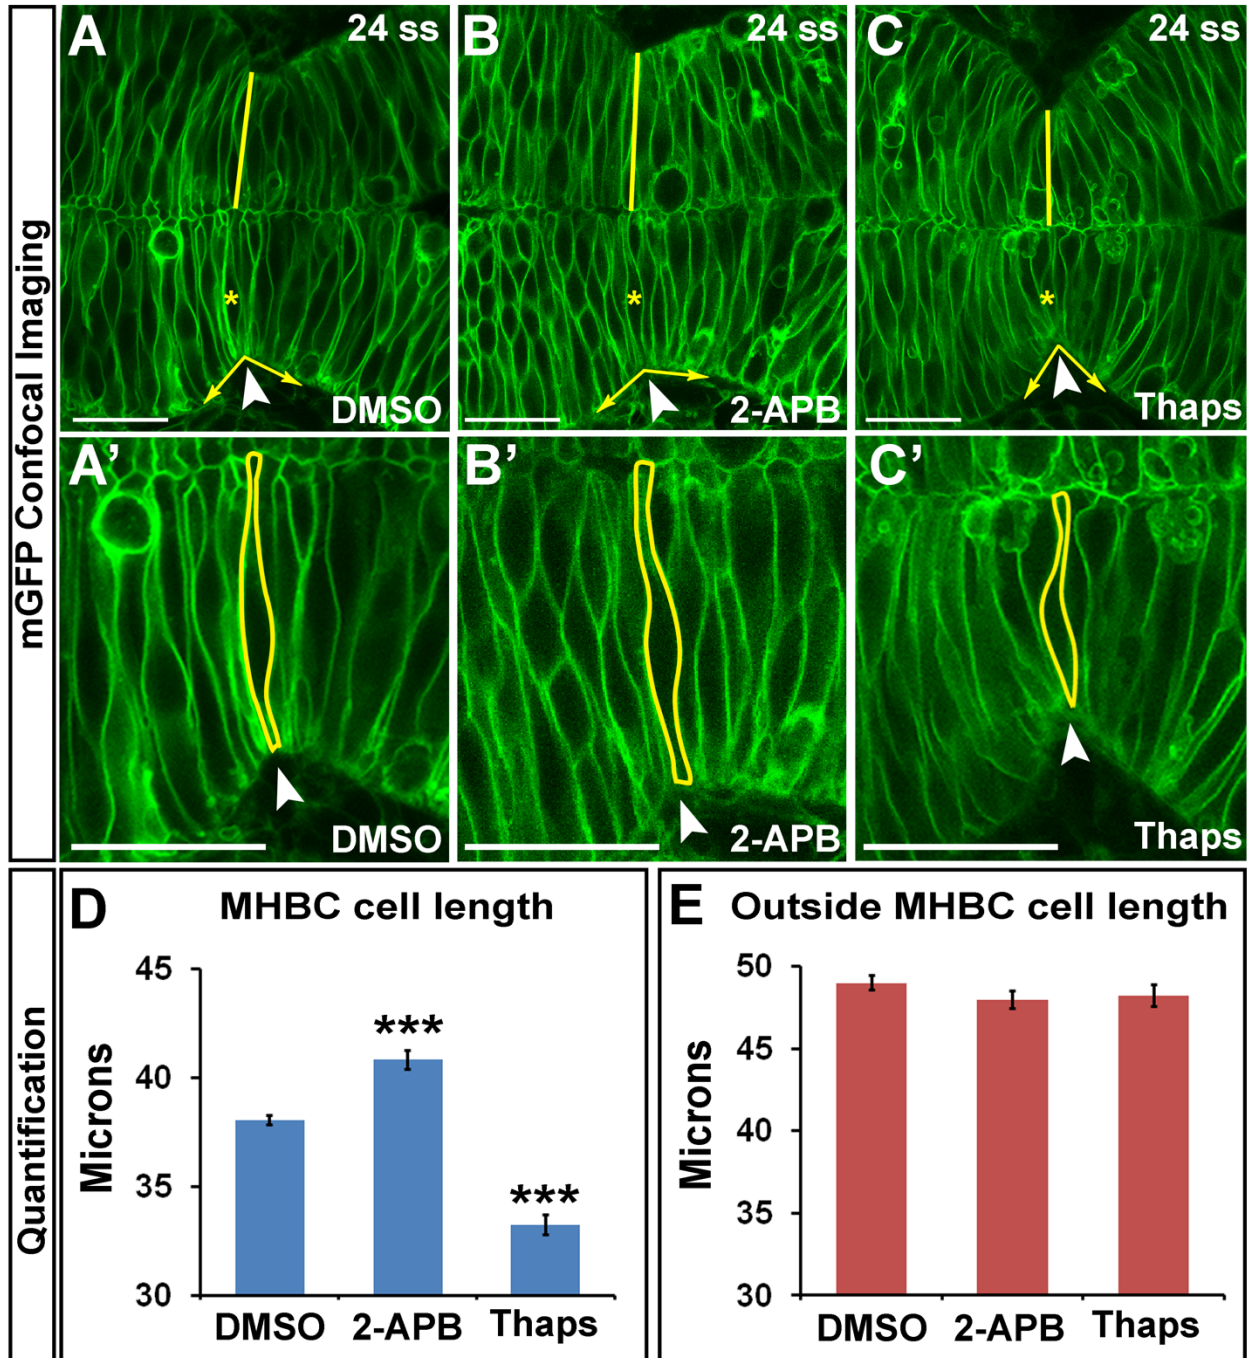 mGFP Confocal Imaging
A
24 ss
*
DMSO
B
24 ss
*
2-APB
C
24 ss
*
Thaps
A’
DMSO
B’
2-APB
C’
Thaps
Quantification
D
MHBC cell length
Microns
45
40
35
30
***
***
DMSO
2-APB
Thaps
E
Outside MHBC cell length
Microns
50
45
40
35
30
DMSO
2-APB
Thaps